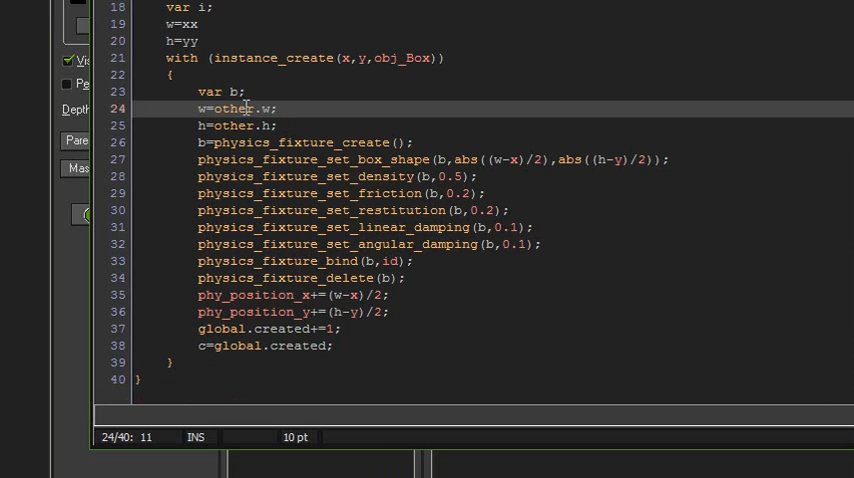 18 var i;
Vis
19 w=xx
20 h=yy
21 with (instance_create(x,y,obj_Box))
22 {
Pe
23 var b;
Depth
24 w=other.w;
25 h=other.h;
Pare
26 b=physics_fixture_create();
27 physics_fixture_set_box_shape(b,abs((w-x)/2),abs((h-y)/2));
Mas
28 physics_fixture_set_density(b,0.5);
29 physics_fixture_set_friction(b,0.2);
30 physics_fixture_set_restitution(b,0.2);
31 physics_fixture_set_linear_damping(b,0.1);
32 physics_fixture_set_angular_damping(b,0.1);
33 physics_fixture_bind(b,id);
34 physics_fixture_delete(b);
35 phy_position_x+=(w-x)/2;
36 phy_position_y+=(h-y)/2;
37 global.created+=1;
38 c=global.created;
39 }
40 }
24/40: 11 INS 10 pt